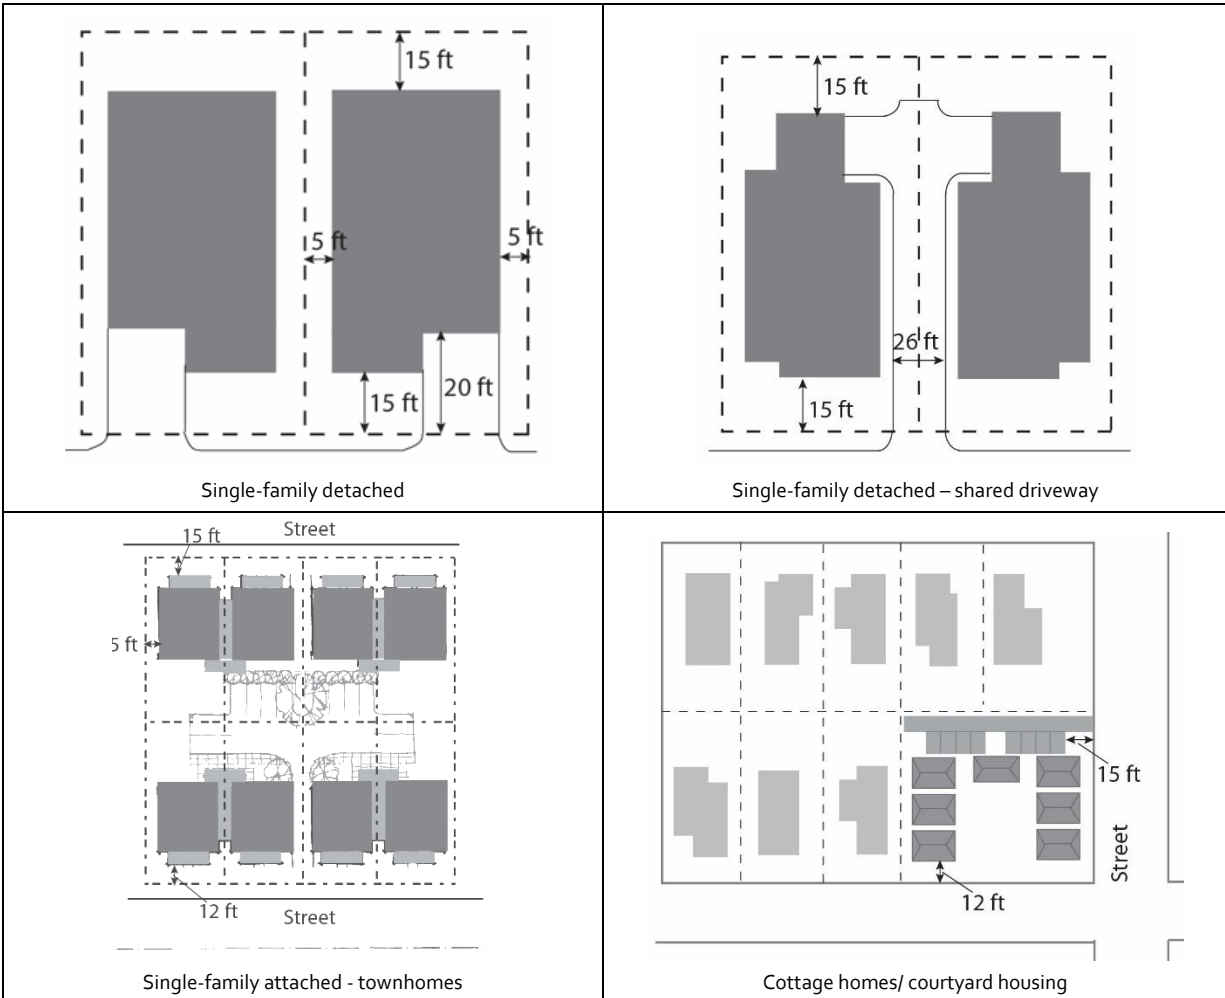 15 ft
5 ft
5 ft
20 ft
15 ft
Single-family detached
15 ft
26 ft
15 ft
Single-family detached – shared driveway
15 ft
Street
5 ft
12 ft
Street
Single-family attached - townhomes
15 ft
Street
12 ft
Cottage homes/ courtyard housing